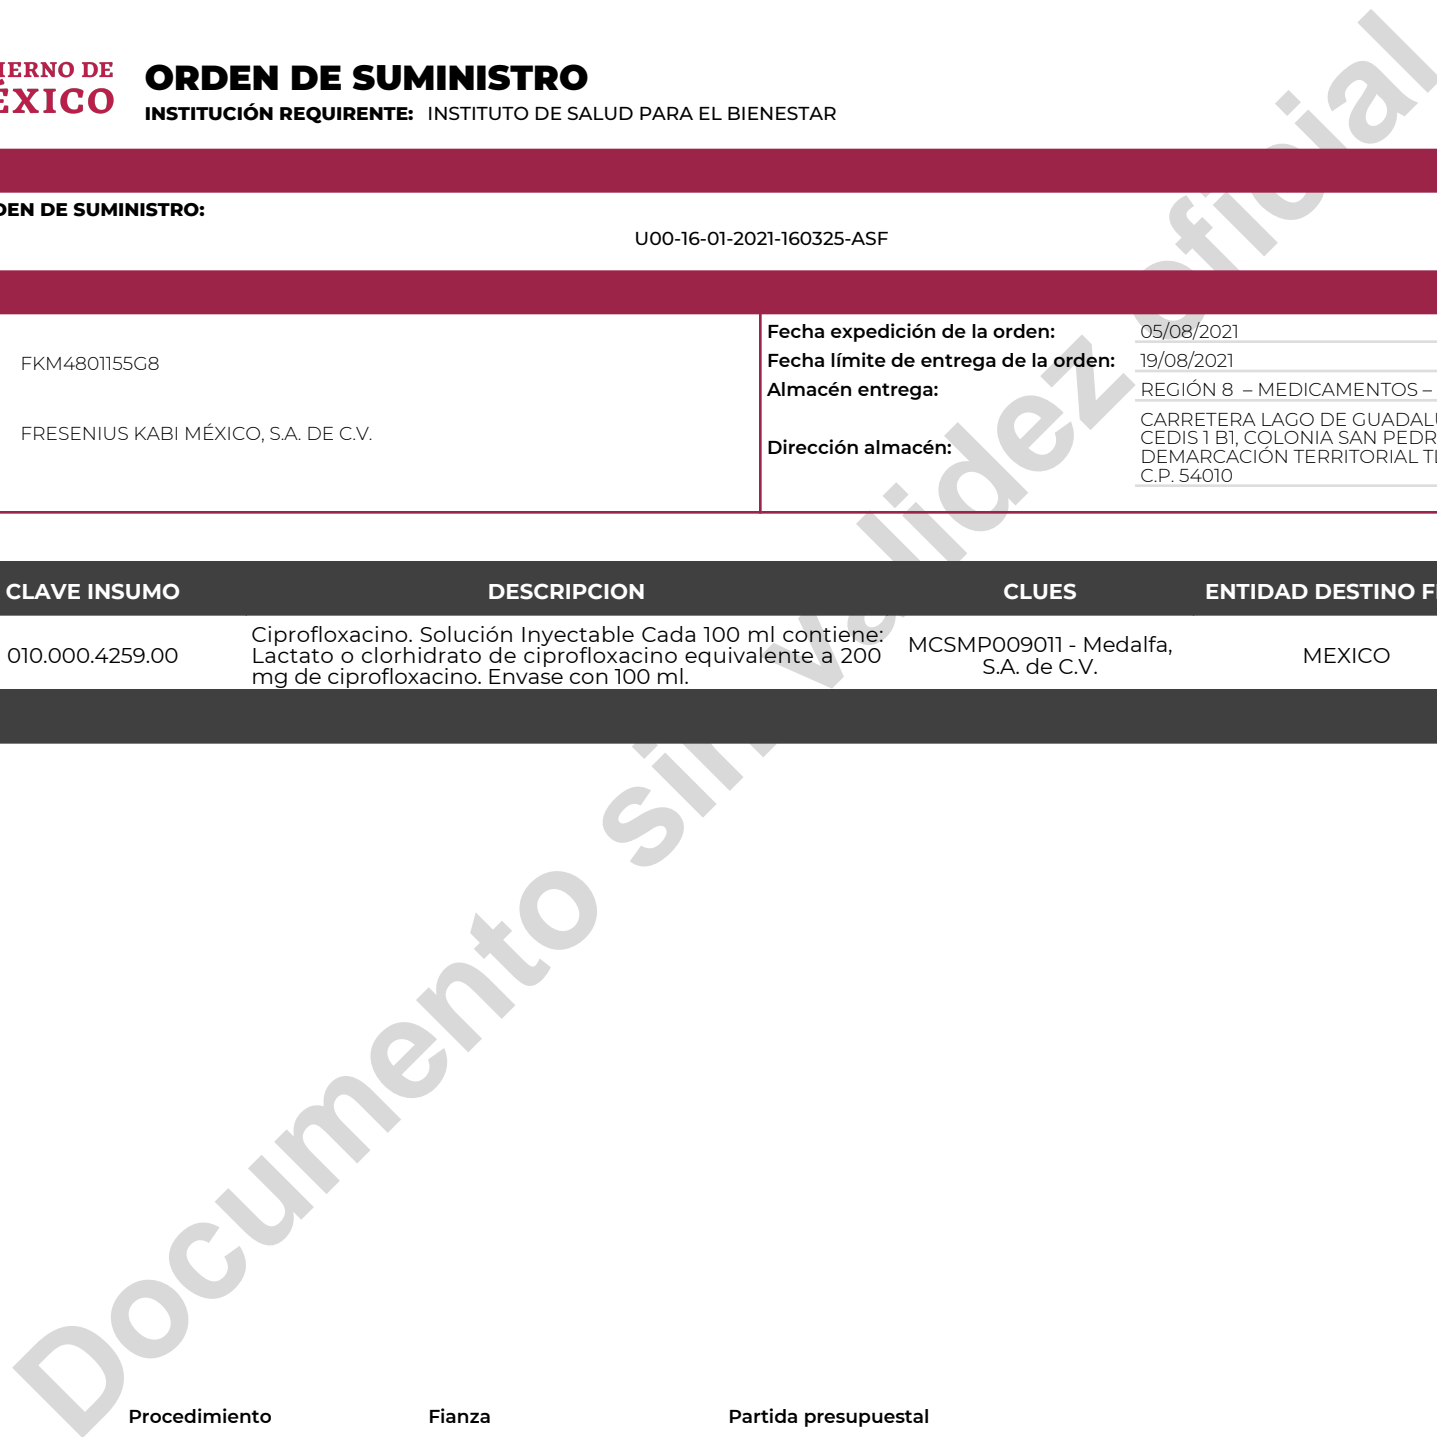 IERNO DE
ÉXICO
ORDEN DE SUMINISTRO
INSTITUCIÓN REQUIRENTE: INSTITUTO DE SALUD PARA EL BIENESTAR
DEN DE SUMINISTRO:
U00-16-01-2021-160325-ASF
FKM4801155G8
FRESENIUS KABI MÉXICO, S.A. DE C.V.
Fecha expedición de la orden: 05/08/2021
Fecha límite de entrega de la orden: 19/08/2021
Almacén entrega: REGIÓN 8 – MEDICAMENTOS –
Dirección almacén:
CARRETERA LAGO DE GUADALU
CEDIS 1 B1, COLONIA SAN PEDR
DEMARCACIÓN TERRITORIAL TL
C.P. 54010
CLAVE INSUMO DESCRIPCION CLUES ENTIDAD DESTINO FI
010.000.4259.00
Ciprofloxacino. Solución Inyectable Cada 100 ml contiene:
Lactato o clorhidrato de ciprofloxacino equivalente a 200
mg de ciprofloxacino. Envase con 100 ml.
MCSMP009011 - Medalfa,
S.A. de C.V.
MEXICO
Documento sin validez oficial
Procedimiento Fianza Partida presupuestal